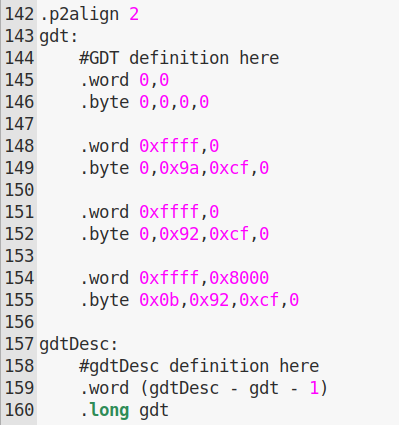 142 .p2align 2
143 gdt:
144     #GDT definition here
145     .word 0,0
146     .byte 0,0,0,0
147
148     .word 0xffff,0
149     .byte 0,0x9a,0xcf,0
150
151     .word 0xffff,0
152     .byte 0,0x92,0xcf,0
153
154     .word 0xffff,0x8000
155     .byte 0x0b,0x92,0xcf,0
156
157 gdtDesc:
158     #gdtDesc definition here
159     .word (gdtDesc - gdt - 1)
160     .long gdt